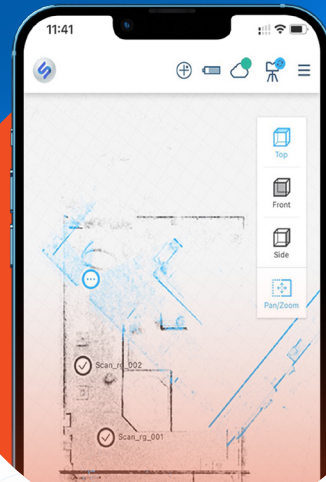 11:41
Top
Front
Side
Pan/Zoom
Scan_rg_002
Scan_rg_001